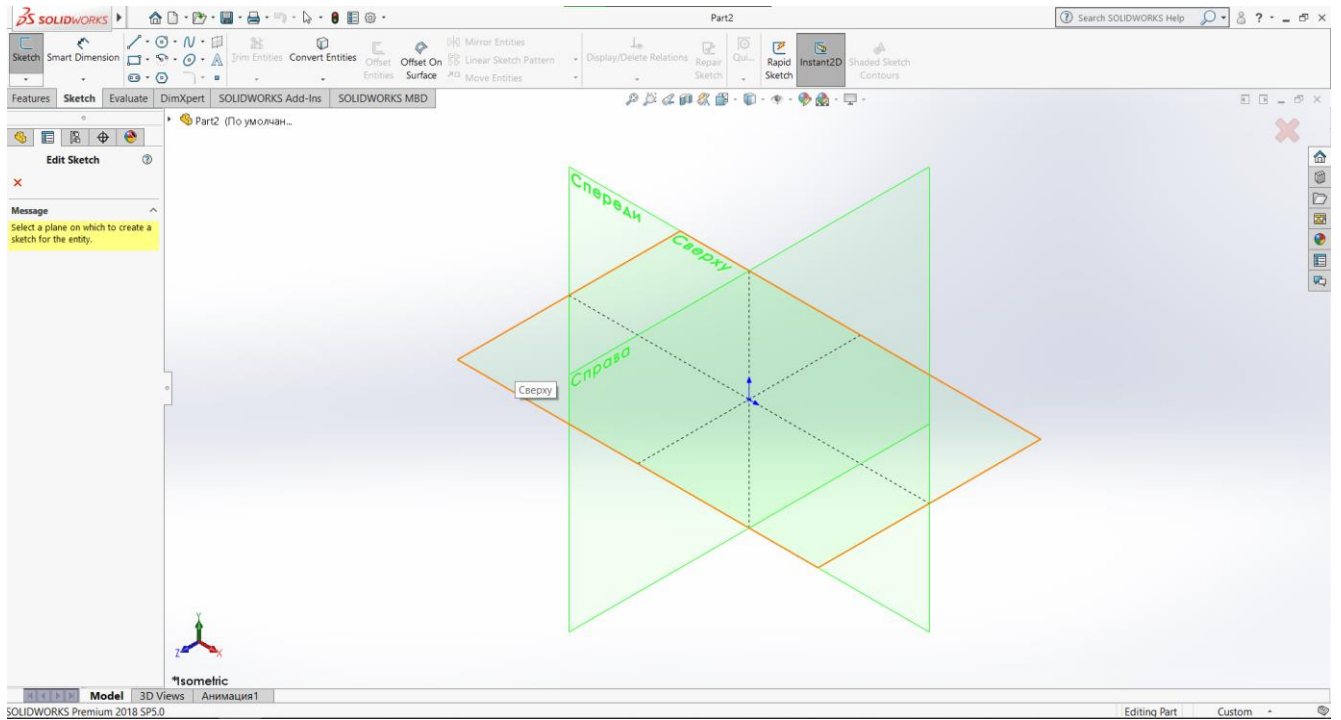 SOLIDWORKS
Part2
Search SOLIDWORKS Help
Sketch
Smart Dimension
Trim Entities
Convert Entities
Offset Entities
Offset On Surface
Mirror Entities
Linear Sketch Pattern
Move Entities
Display/Delete Relations
Repair Sketch
Qui...
Rapid Sketch
Instant2D
Shaded Sketch Contours
Features
Sketch
Evaluate
DimXpert
SOLIDWORKS Add-Ins
SOLIDWORKS MBD
Part2 (По умолчан...
Edit Sketch
Message
Select a plane on which to create a
sketch for the entity.
Спереди
Сверху
Справа
Сверху
Y
Z
X
*Isometric
Model
3D Views
Анимация1
SOLIDWORKS Premium 2018 SP5.0
Editing Part
Custom